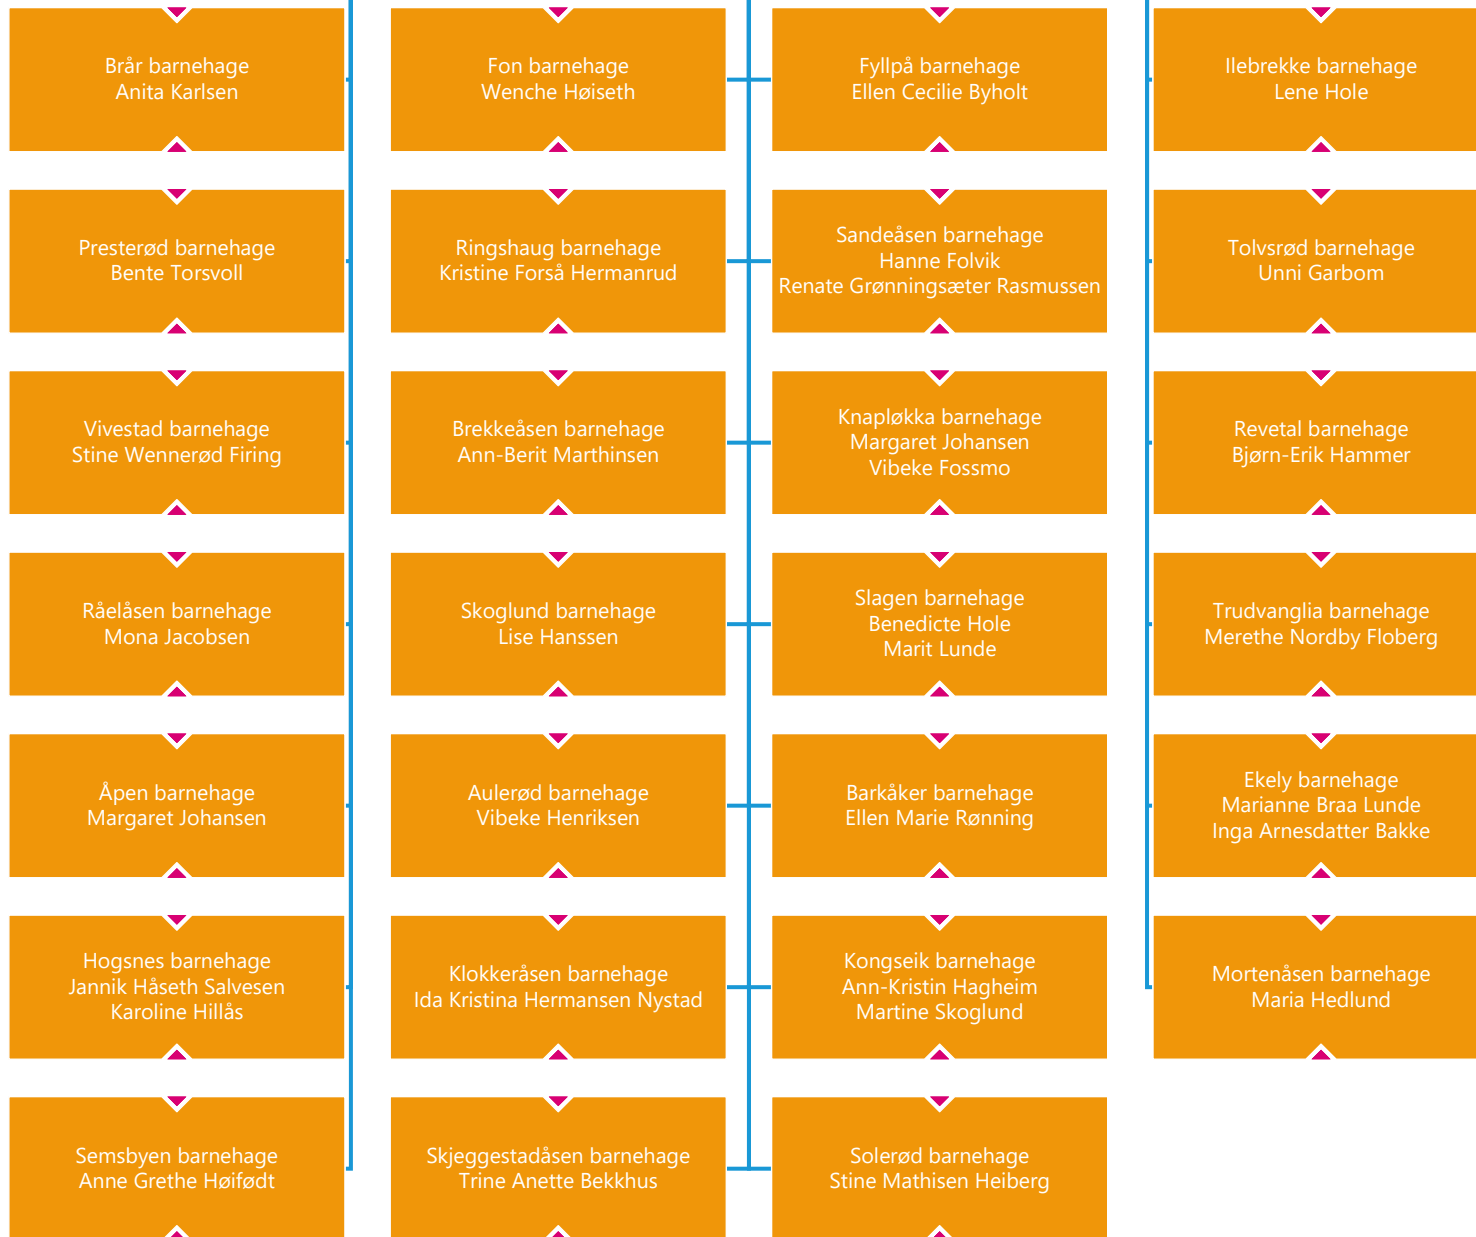 Brår barnehage
Anita Karlsen
Fon barnehage
Wenche Høiseth
Fyllpå barnehage
Ellen Cecilie Byholt
Ilebrekke barnehage
Lene Hole
Presterød barnehage
Bente Torsvoll
Ringshaug barnehage
Kristine Forså Hermanrud
Sandeåsen barnehage
Hanne Folvik
Renate Grønningsæter Rasmussen
Tolvsrød barnehage
Unni Garbom
Vivestad barnehage
Stine Wennerød Firing
Brekkeåsen barnehage
Ann-Berit Marthinsen
Knapløkka barnehage
Margaret Johansen
Vibeke Fossmo
Revetal barnehage
Bjørn-Erik Hammer
Råelåsen barnehage
Mona Jacobsen
Skoglund barnehage
Lise Hanssen
Slagen barnehage
Benedicte Hole
Marit Lunde
Trudvanglia barnehage
Merethe Nordby Floberg
Åpen barnehage
Margaret Johansen
Aulerød barnehage
Vibeke Henriksen
Barkåker barnehage
Ellen Marie Rønning
Ekely barnehage
Marianne Braa Lunde
Inga Arnesdatter Bakke
Hogsnes barnehage
Jannik Håseth Salvesen
Karoline Hillås
Klokkeråsen barnehage
Ida Kristina Hermansen Nystad
Kongseik barnehage
Ann-Kristin Hagheim
Martine Skoglund
Mortenåsen barnehage
Maria Hedlund
Semsbyen barnehage
Anne Grethe Høifødt
Skjeggestadåsen barnehage
Trine Anette Bekkhus
Solerød barnehage
Stine Mathisen Heiberg